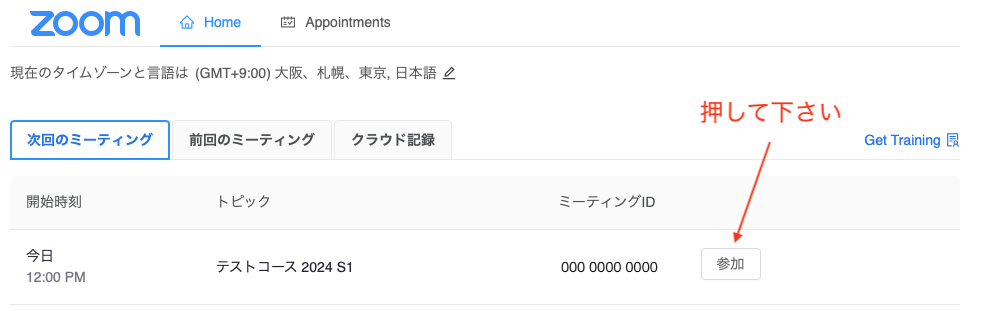 zoom Home Appointments
現在のタイムゾーンと言語は (GMT+9:00) 大阪、札幌、東京, 日本語
押して下さい
次回のミーティング 前回のミーティング クラウド記録 Get Training
開始時刻 トピック ミーティングID
今日
12:00 PM テストコース 2024 S1 000 0000 0000 参加